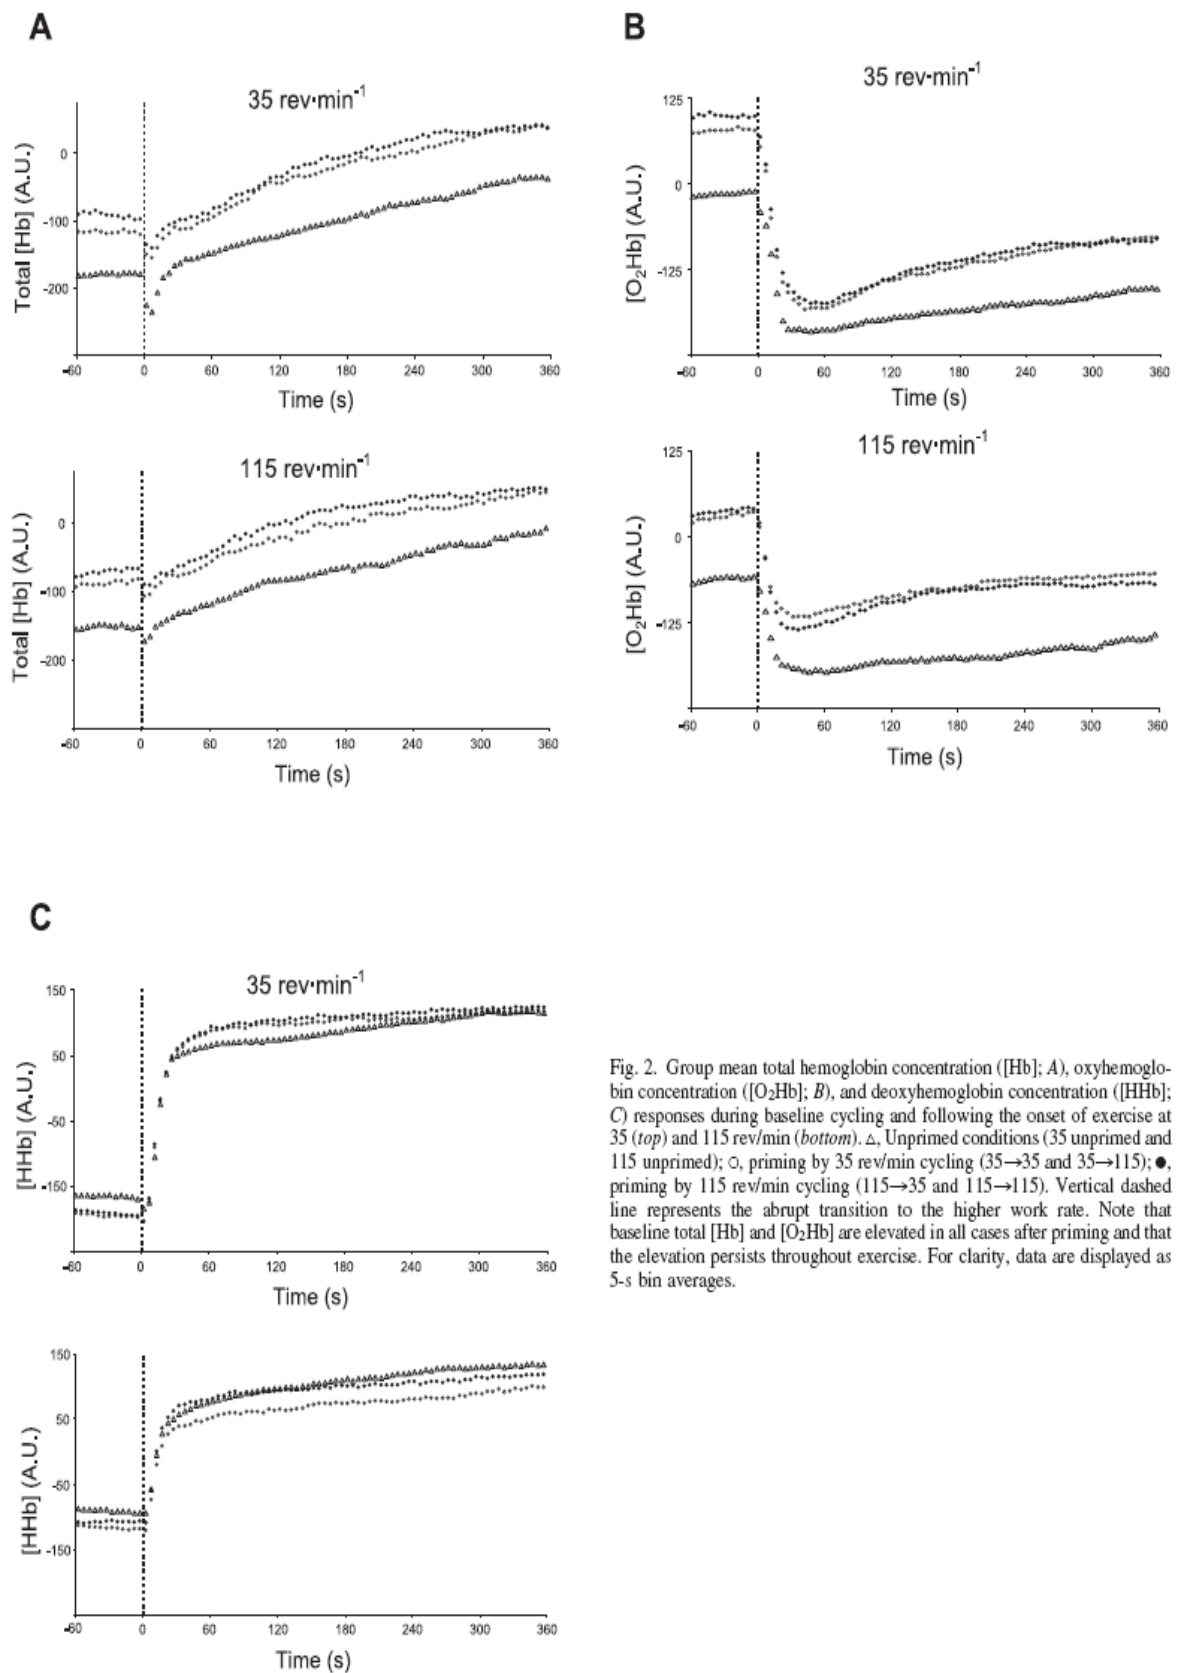 A
35 rev·min-1
Total [Hb] (A.U.)
0
-100
-200
-60 0 60 120 180 240 300 360
Time (s)
115 rev·min-1
Total [Hb] (A.U.)
0
-100
-200
-60 0 60 120 180 240 300 360
Time (s)
B
35 rev·min-1
[O2Hb] (A.U.)
125
0
-125
-60 0 60 120 180 240 300 360
Time (s)
115 rev·min-1
[O2Hb] (A.U.)
125
0
-125
-60 0 60 120 180 240 300 360
Time (s)
C
35 rev·min-1
[HHb] (A.U.)
150
50
-50
-150
-60 0 60 120 180 240 300 360
Time (s)
[HHb] (A.U.)
150
50
-50
-150
-60 0 60 120 180 240 300 360
Time (s)
Fig. 2. Group mean total hemoglobin concentration ([Hb]; A), oxyhemoglo-
bin concentration ([O2Hb]; B), and deoxyhemoglobin concentration ([HHb];
C) responses during baseline cycling and following the onset of exercise at
35 (top) and 115 rev/min (bottom). △, Unprimed conditions (35 unprimed and
115 unprimed); ○, priming by 35 rev/min cycling (35→35 and 35→115); ●,
priming by 115 rev/min cycling (115→35 and 115→115). Vertical dashed
line represents the abrupt transition to the higher work rate. Note that
baseline total [Hb] and [O2Hb] are elevated in all cases after priming and that
the elevation persists throughout exercise. For clarity, data are displayed as
5-s bin averages.